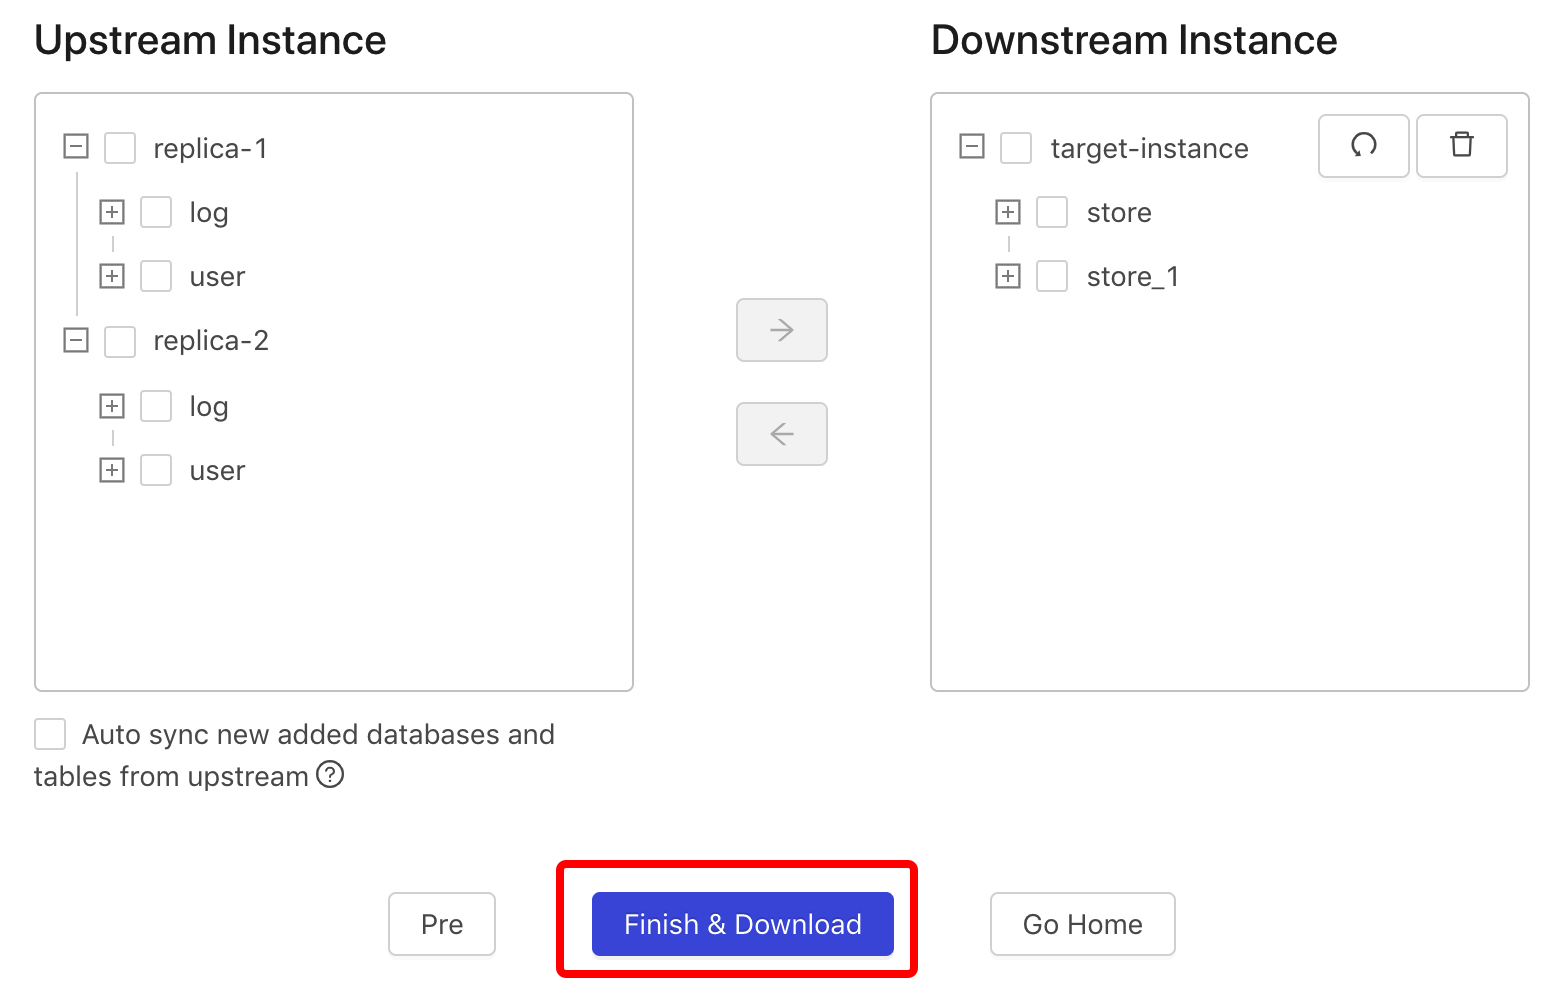 Upstream Instance
Downstream Instance
replica-1
log
user
replica-2
log
user
target-instance
store
store_1
Auto sync new added databases and
tables from upstream ?
Pre
Finish & Download
Go Home